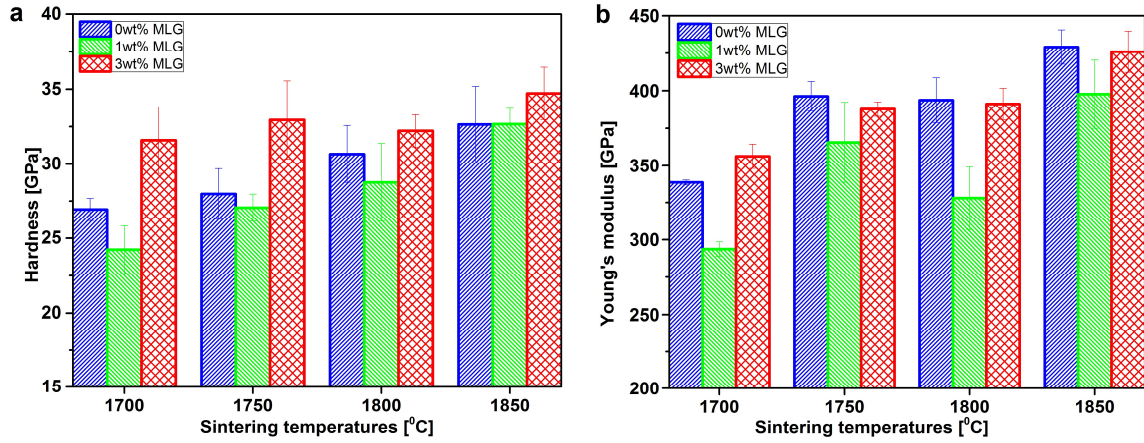 a
Hardness [GPa]
40
35
30
25
20
15
0wt% MLG
1wt% MLG
3wt% MLG
1700 1750 1800 1850
Sintering temperatures [⁰C]
b
Young's modulus [GPa]
450
400
350
300
250
200
0wt% MLG
1wt% MLG
3wt% MLG
1700 1750 1800 1850
Sintering temperatures [⁰C]